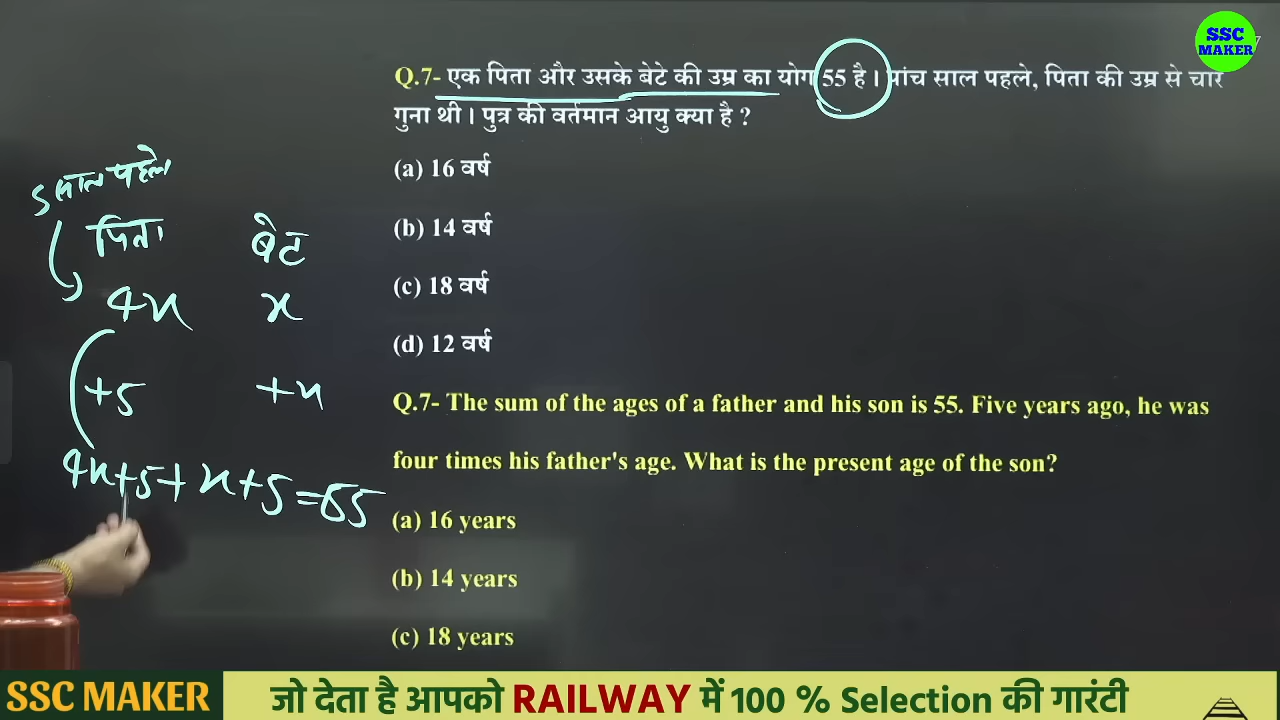 SSC
MAKER
Q.7- एक पिता और उसके बेटे की उम्र का योग 55 है। पांच साल पहले, पिता की उम्र से चार
गुना थी। पुत्र की वर्तमान आयु क्या है ?
(a) 16 वर्ष
(b) 14 वर्ष
(c) 18 वर्ष
(d) 12 वर्ष
5 साल पहले
पिता बेट
4x x
+5 +x
4x+5+x+5=55
Q.7- The sum of the ages of a father and his son is 55. Five years ago, he was
four times his father's age. What is the present age of the son?
(a) 16 years
(b) 14 years
(c) 18 years
SSC MAKER जो देता है आपको RAILWAY में 100 % Selection की गारंटी